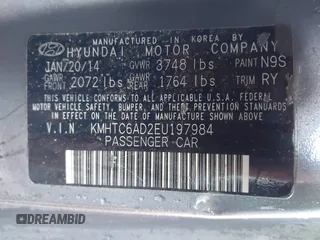 MANUFACTURED IN KOREA BY
HYUNDAI MOTOR COMPANY
JAN/20/14 GVWR 3748 lbs PAINT N9S
GAWR FRONT 2072 lbs GAWR REAR 1764 lbs TRIM RY
THIS VEHICLE CONFORMS TO ALL APPLICABLE
FEDERAL MOTOR VEHICLE SAFETY,
BUMPER, AND THEFT PREVENTION
STANDARDS IN EFFECT ON THE DATE OF
MANUFACTURE SHOWN ABOVE.
V.I.N KMHTC6AD2EU197984
PASSENGER CAR
DREAMBID